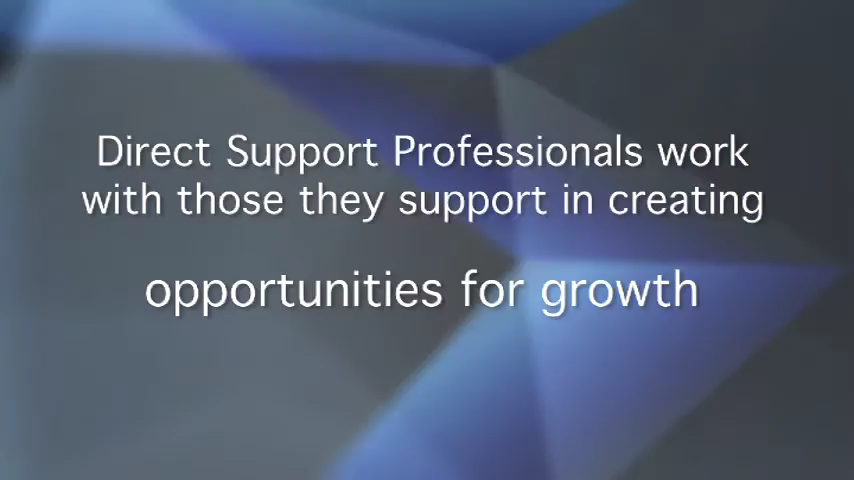 Direct Support Professionals work
with those they support in creating
opportunities for growth